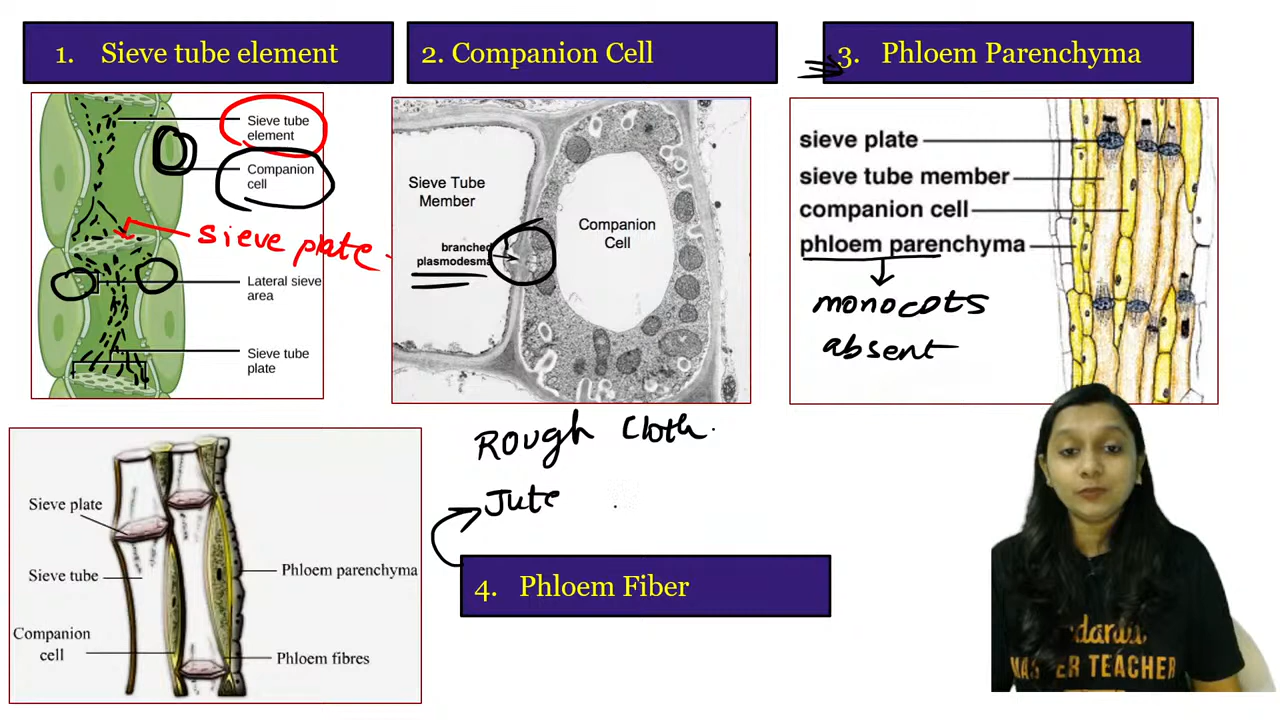 1. Sieve tube element
2. Companion Cell
3. Phloem Parenchyma
Sieve tube
element
Companion
cell
sieve plate
Lateral sieve
area
Sieve tube
plate
Sieve Tube
Member
branched
plasmodesma
Companion
Cell
sieve plate
sieve tube member
companion cell
phloem parenchyma
monocots
absent
Rough Cloth.
Jute
4. Phloem Fiber
Sieve plate
Sieve tube
Companion
cell
Phloem parenchyma
Phloem fibres
MASTER TEACHER